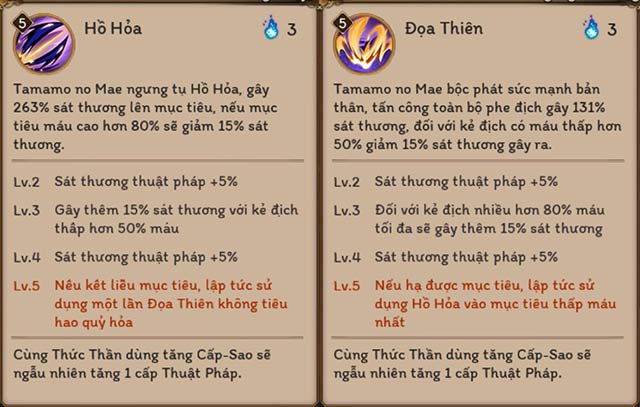 5
Hồ Hỏa
3
Tamamo no Mae ngưng tụ Hồ Hỏa, gây
263% sát thương lên mục tiêu, nếu mục
tiêu máu cao hơn 80% sẽ giảm 15% sát
thương.
Lv.2 Sát thương thuật pháp +5%
Lv.3 Gây thêm 15% sát thương với kẻ địch
thấp hơn 50% máu
Lv.4 Sát thương thuật pháp +5%
Lv.5 Nếu kết liễu mục tiêu, lập tức sử
dụng một lần Đọa Thiên không tiêu
hao quỷ hỏa
Cùng Thức Thần dùng tăng Cấp-Sao sẽ
ngẫu nhiên tăng 1 cấp Thuật Pháp.
5
Đọa Thiên
3
Tamamo no Mae bộc phát sức mạnh bản
thân, tấn công toàn bộ phe địch gây 131%
sát thương, đối với kẻ địch có máu thấp hơn
50% giảm 15% sát thương gây ra.
Lv.2 Sát thương thuật pháp +5%
Lv.3 Đối với kẻ địch nhiều hơn 80% máu
tối đa sẽ gây thêm 15% sát thương
Lv.4 Sát thương thuật pháp +5%
Lv.5 Nếu hạ được mục tiêu, lập tức sử
dụng Hồ Hỏa vào mục tiêu thấp máu
nhất
Cùng Thức Thần dùng tăng Cấp-Sao sẽ
ngẫu nhiên tăng 1 cấp Thuật Pháp.